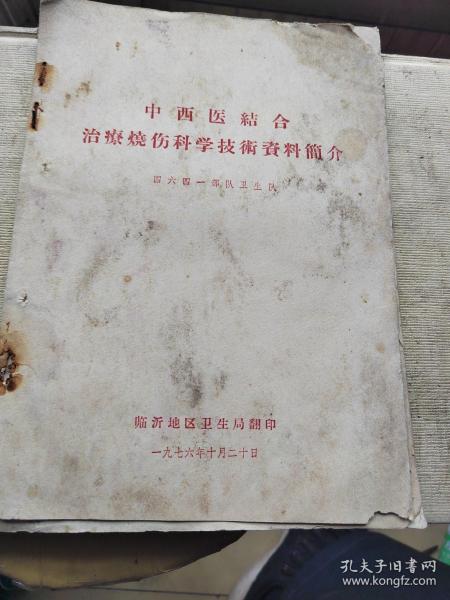 中西医結合
治療燒伤科学技術資料簡介
四六四一部队卫生队
临沂地区卫生局翻印
一九七六年十月二十日
孔夫子旧书网
www.kongfz.com